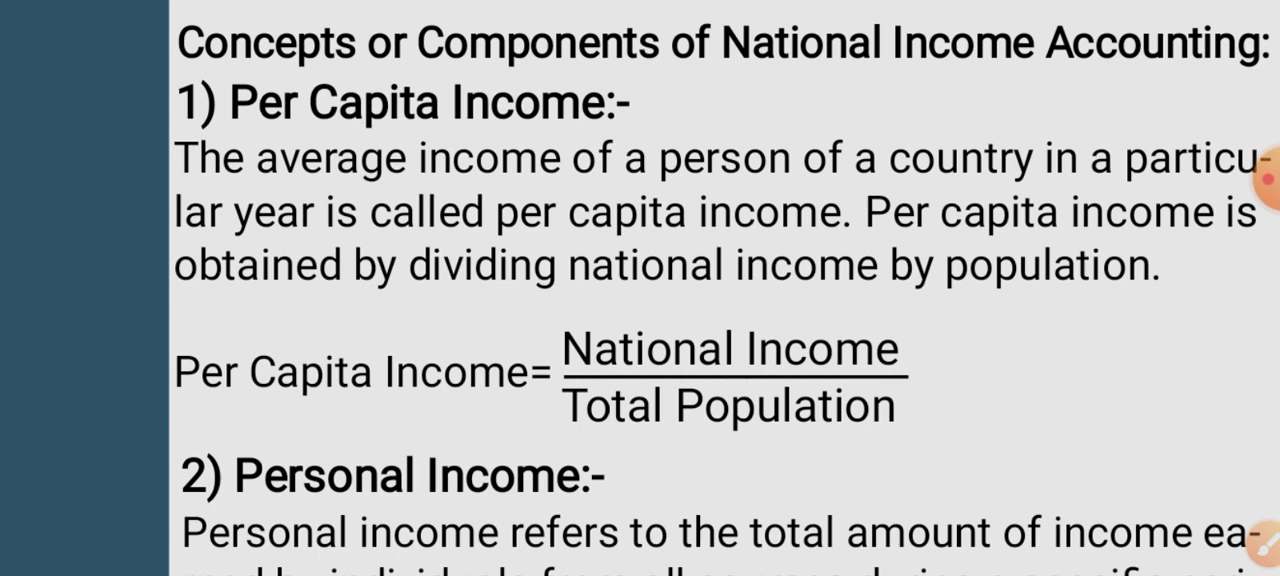 Concepts or Components of National Income Accounting:
1) Per Capita Income:-
The average income of a person of a country in a particu-
lar year is called per capita income. Per capita income is
obtained by dividing national income by population.
Per Capita Income= National Income
Total Population
2) Personal Income:-
Personal income refers to the total amount of income ea-